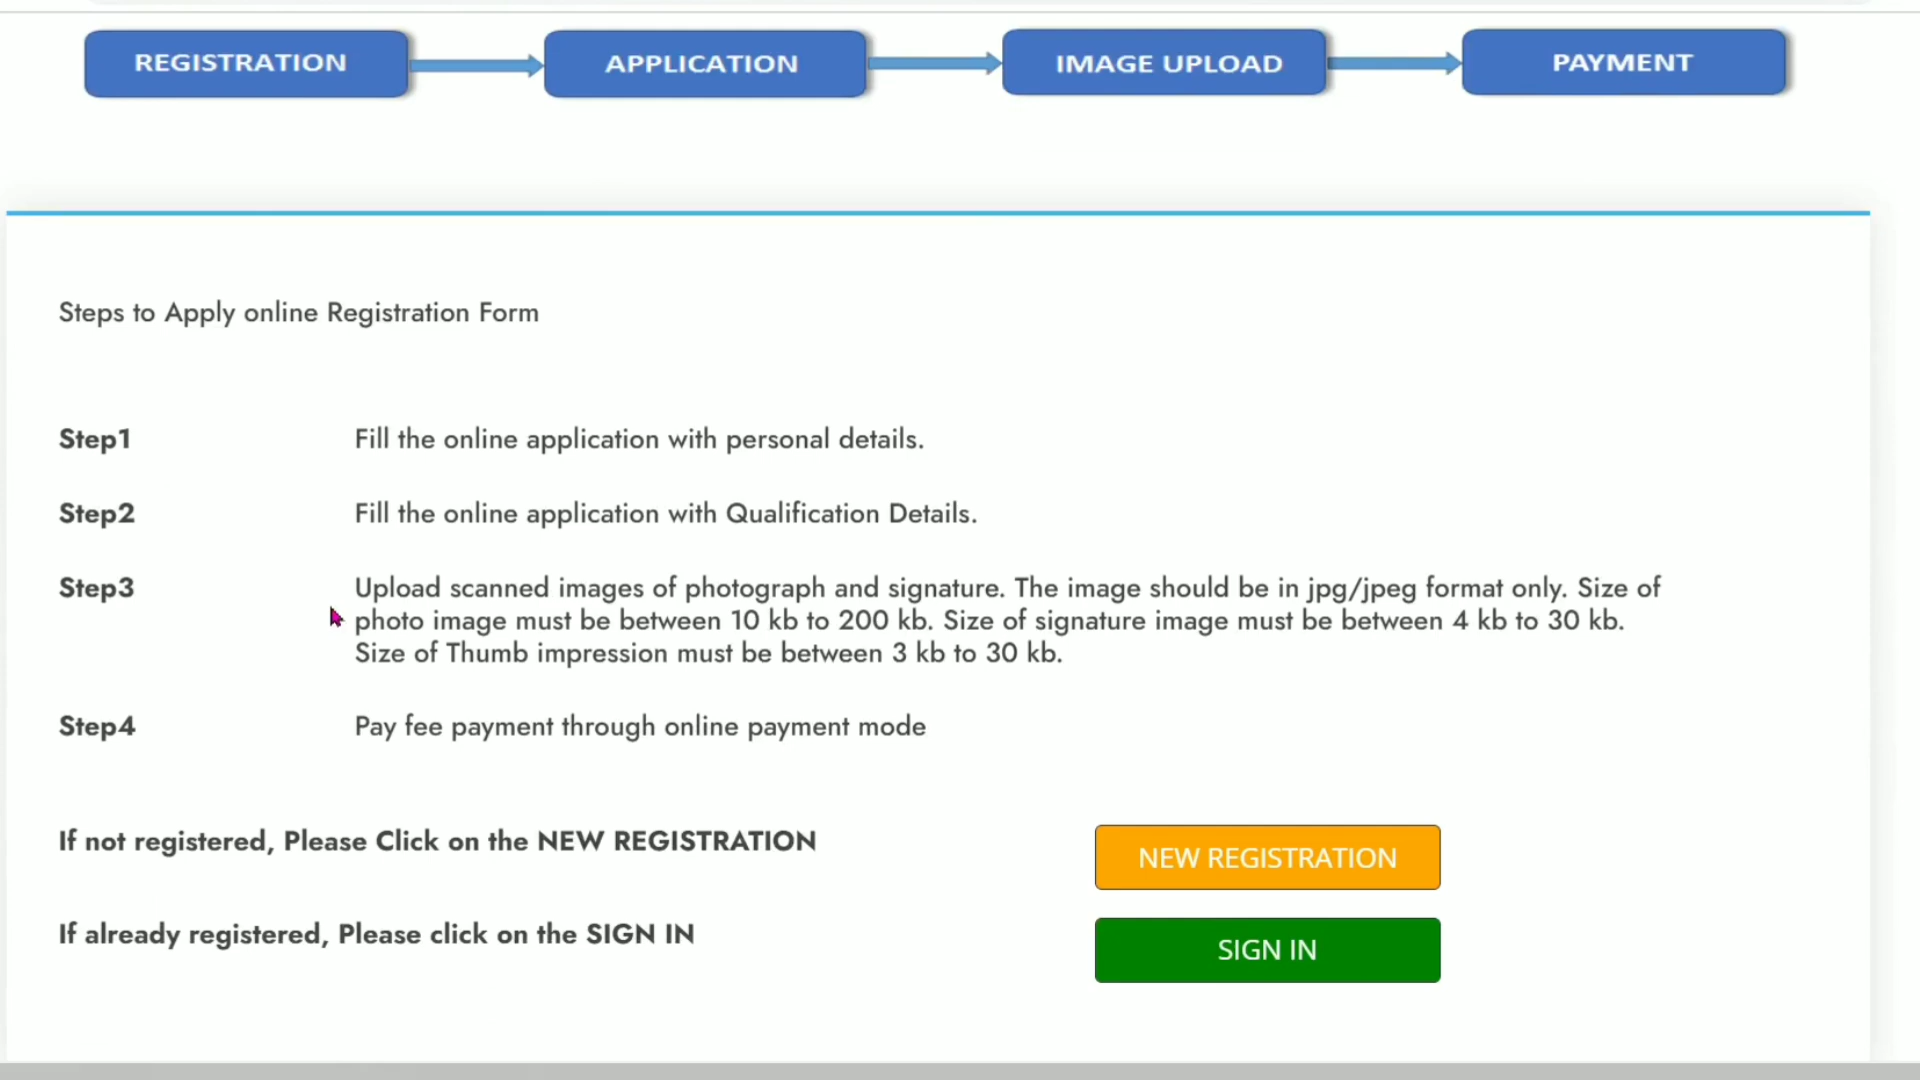 REGISTRATION APPLICATION IMAGE UPLOAD PAYMENT
Steps to Apply online Registration Form
Step1 Fill the online application with personal details.
Step2 Fill the online application with Qualification Details.
Step3 Upload scanned images of photograph and signature. The image should be in jpg/jpeg format only. Size of
photo image must be between 10 kb to 200 kb. Size of signature image must be between 4 kb to 30 kb.
Size of Thumb impression must be between 3 kb to 30 kb.
Step4 Pay fee payment through online payment mode
If not registered, Please Click on the NEW REGISTRATION NEW REGISTRATION
If already registered, Please click on the SIGN IN SIGN IN